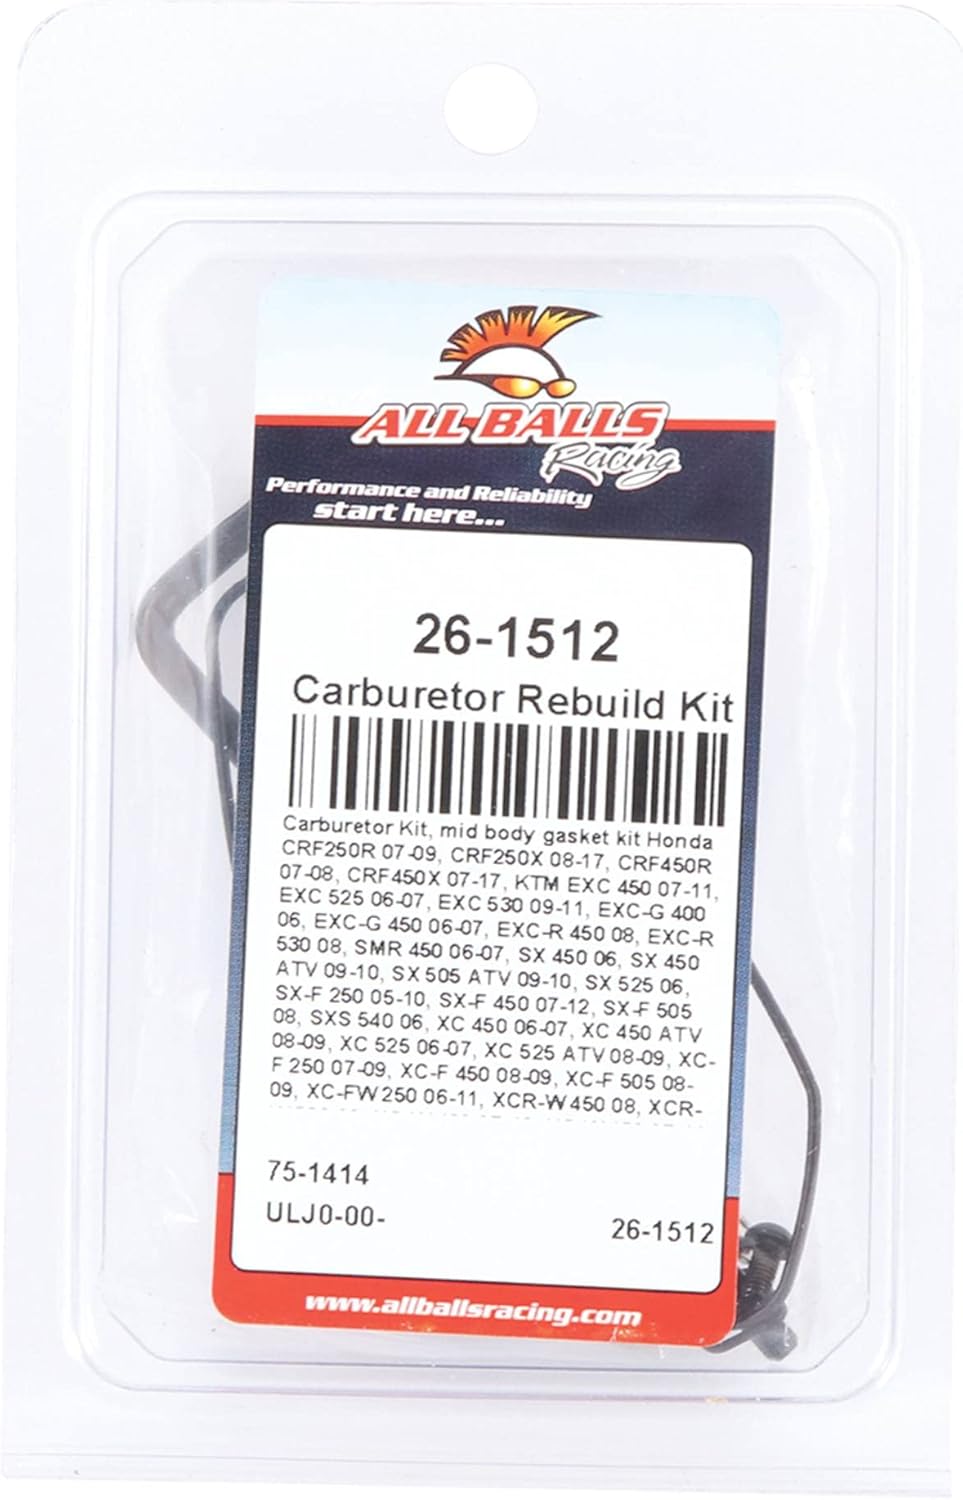 ALL BALLS
Racing
Performance and Reliability
start here...
26-1512
Carburetor Rebuild Kit
Carburetor Kit, mid body gasket kit Honda
CRF250R 07-09, CRF250X 08-17, CRF450R
07-08, CRF450X 07-17, KTM EXC 450 07-11,
EXC 525 06-07, EXC 530 09-11, EXC-G 400
06, EXC-G 450 06-07, EXC-R 450 08, EXC-R
530 08, SMR 450 06-07, SX 450 06, SX 450
ATV 09-10, SX 505 ATV 09-10, SX 525 06,
SX-F 250 05-10, SX-F 450 07-12, SX-F 505
08, SXS 540 06, XC 450 06-07, XC 450 ATV
08-09, XC 525 06-07, XC 525 ATV 08-09, XC-
F 250 07-09, XC-F 450 08-09, XC-F 505 08-
09, XC-FW 250 06-11, XCR-W 450 08, XCR-
75-1414
ULJ0-00-
26-1512
www.allballsracing.com